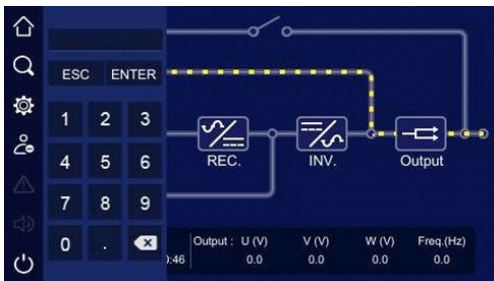 ESC ENTER
1 2 3
4 5 6
7 8 9
0 .
REC. INV. Output
Output : U (V) V (V) W (V) Freq.(Hz)
:46 0.0 0.0 0.0 0.0